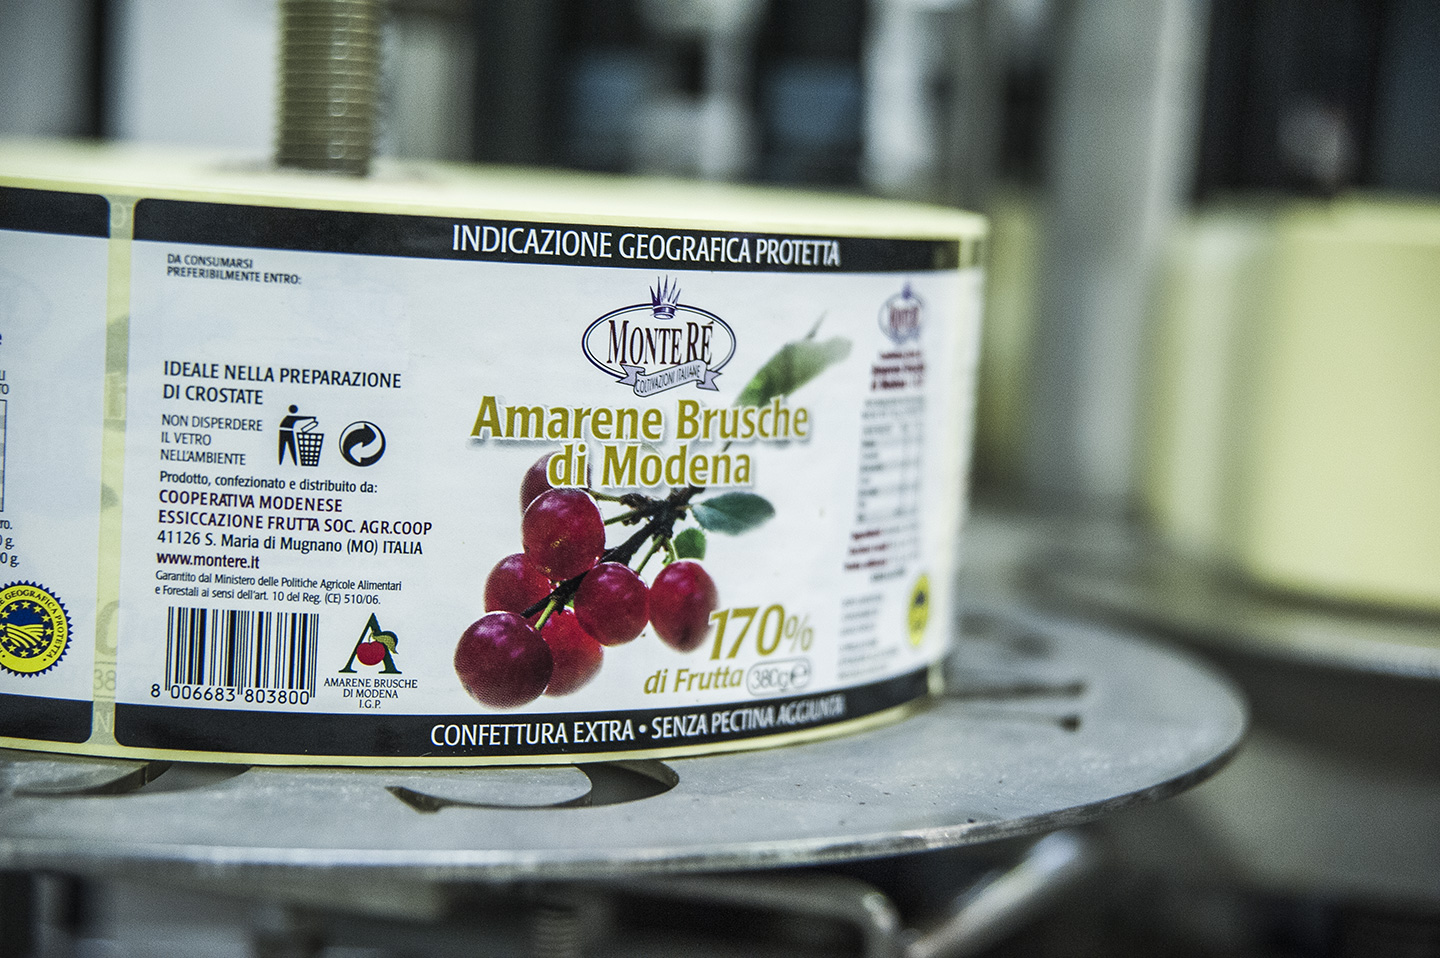 INDICAZIONE GEOGRAFICA PROTETTA
DA CONSUMARSI
PREFERIBILMENTE ENTRO:
IDEALE NELLA PREPARAZIONE
DI CROSTATE
NON DISPERDERE
IL VETRO
NELL'AMBIENTE
Prodotto, confezionato e distribuito da:
COOPERATIVA MODENESE
ESSICCAZIONE FRUTTA SOC. AGR.COOP
41126 S. Maria di Mugnano (MO) ITALIA
www.montere.it
Garantito dal Ministero delle Politiche Agricole Alimentari
e Forestali ai sensi dell'art. 10 del Reg. (CE) 510/06.
8 006683 803800
AMARENE BRUSCHE
DI MODENA
I.G.P.
MONTERÉ
COLTIVAZIONI ITALIANE
Amarene Brusche
di Modena
170%
di Frutta 380g e
CONFETTURA EXTRA • SENZA PECTINA AGGIUNTA
GEOGRAFICA PROTETTA